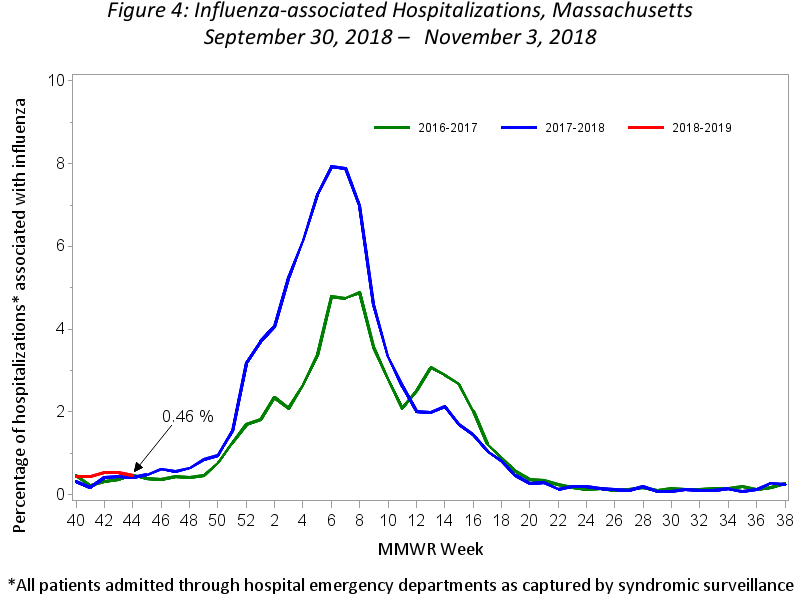 Figure 4: Influenza-associated Hospitalizations, Massachusetts
September 30, 2018 – November 3, 2018
Percentage of hospitalizations* associated with influenza
10
8
6
4
2
0
2016-2017 2017-2018 2018-2019
0.46 %
40 42 44 46 48 50 52 2 4 6 8 10 12 14 16 18 20 22 24 26 28 30 32 34 36 38
MMWR Week
*All patients admitted through hospital emergency departments as captured by syndromic surveillance